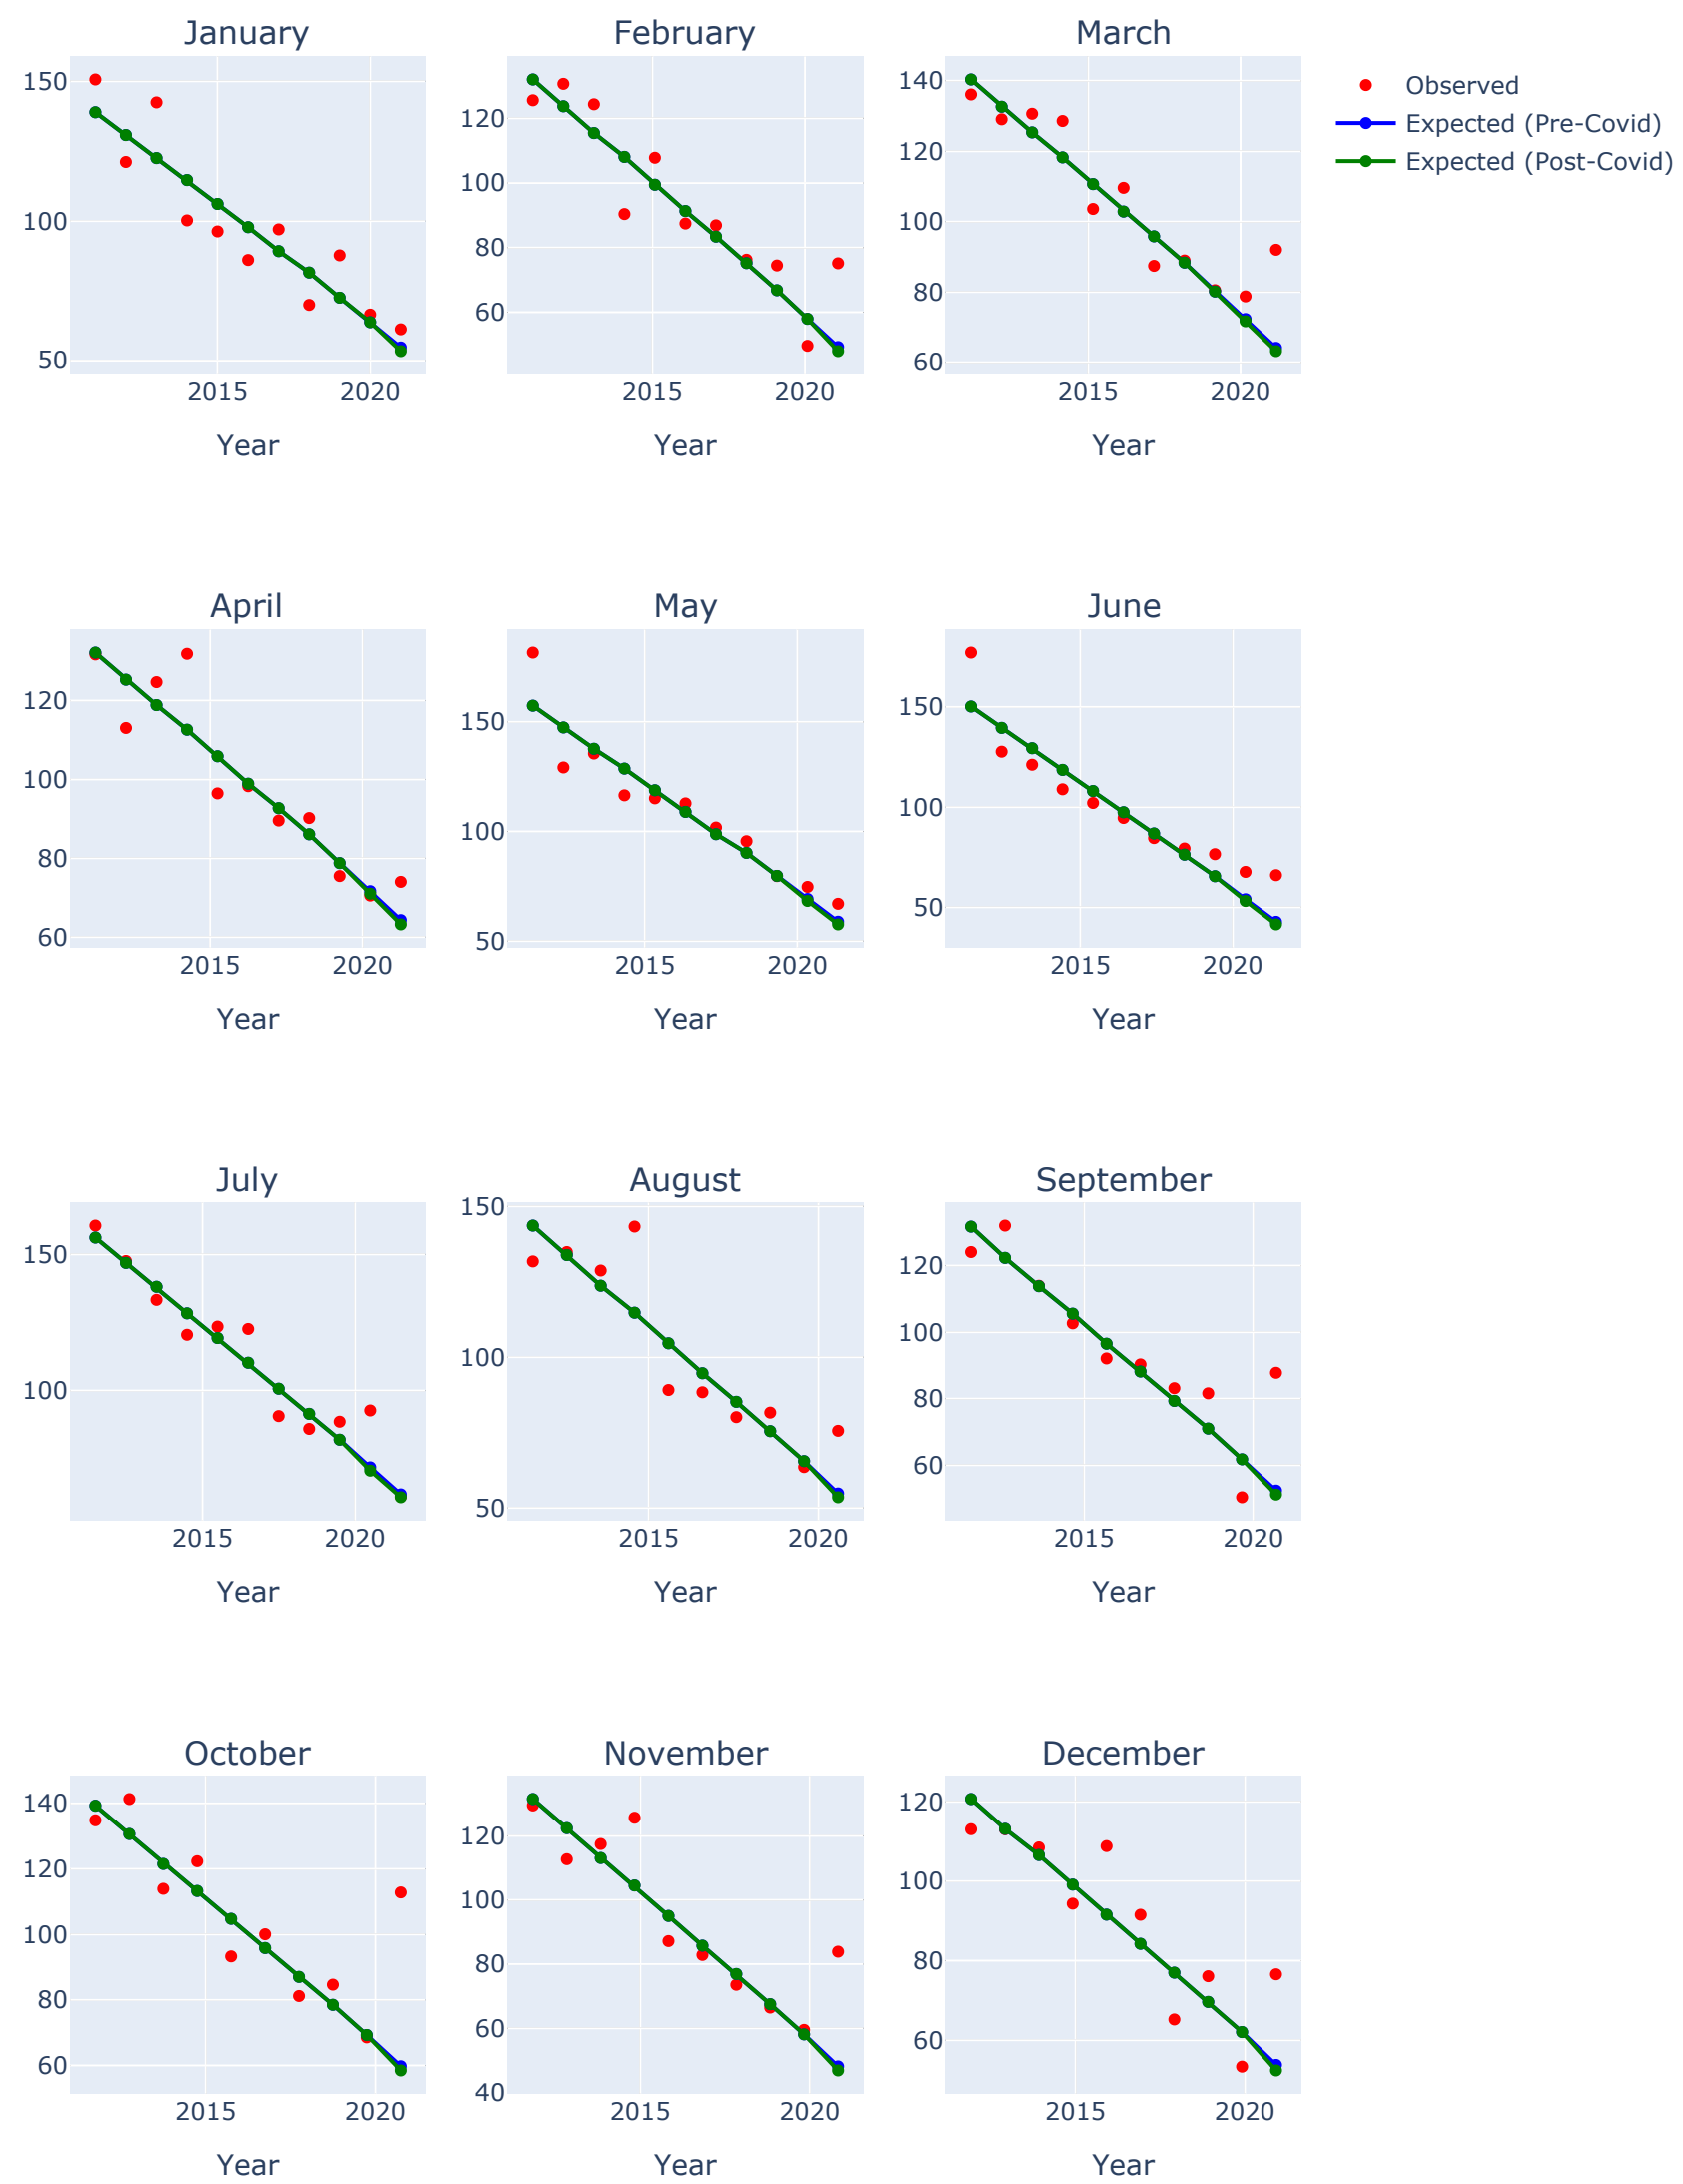 January
February
March
150
100
50
2015
2020
Year
120
100
80
60
2015
2020
Year
140
120
100
80
60
2015
2020
Year
Observed
Expected (Pre-Covid)
Expected (Post-Covid)
April
May
June
120
100
80
60
2015
2020
Year
150
100
50
2015
2020
Year
150
100
50
2015
2020
Year
July
August
September
150
100
2015
2020
Year
150
100
50
2015
2020
Year
120
100
80
60
2015
2020
Year
October
November
December
140
120
100
80
60
2015
2020
Year
120
100
80
60
40
2015
2020
Year
120
100
80
60
2015
2020
Year